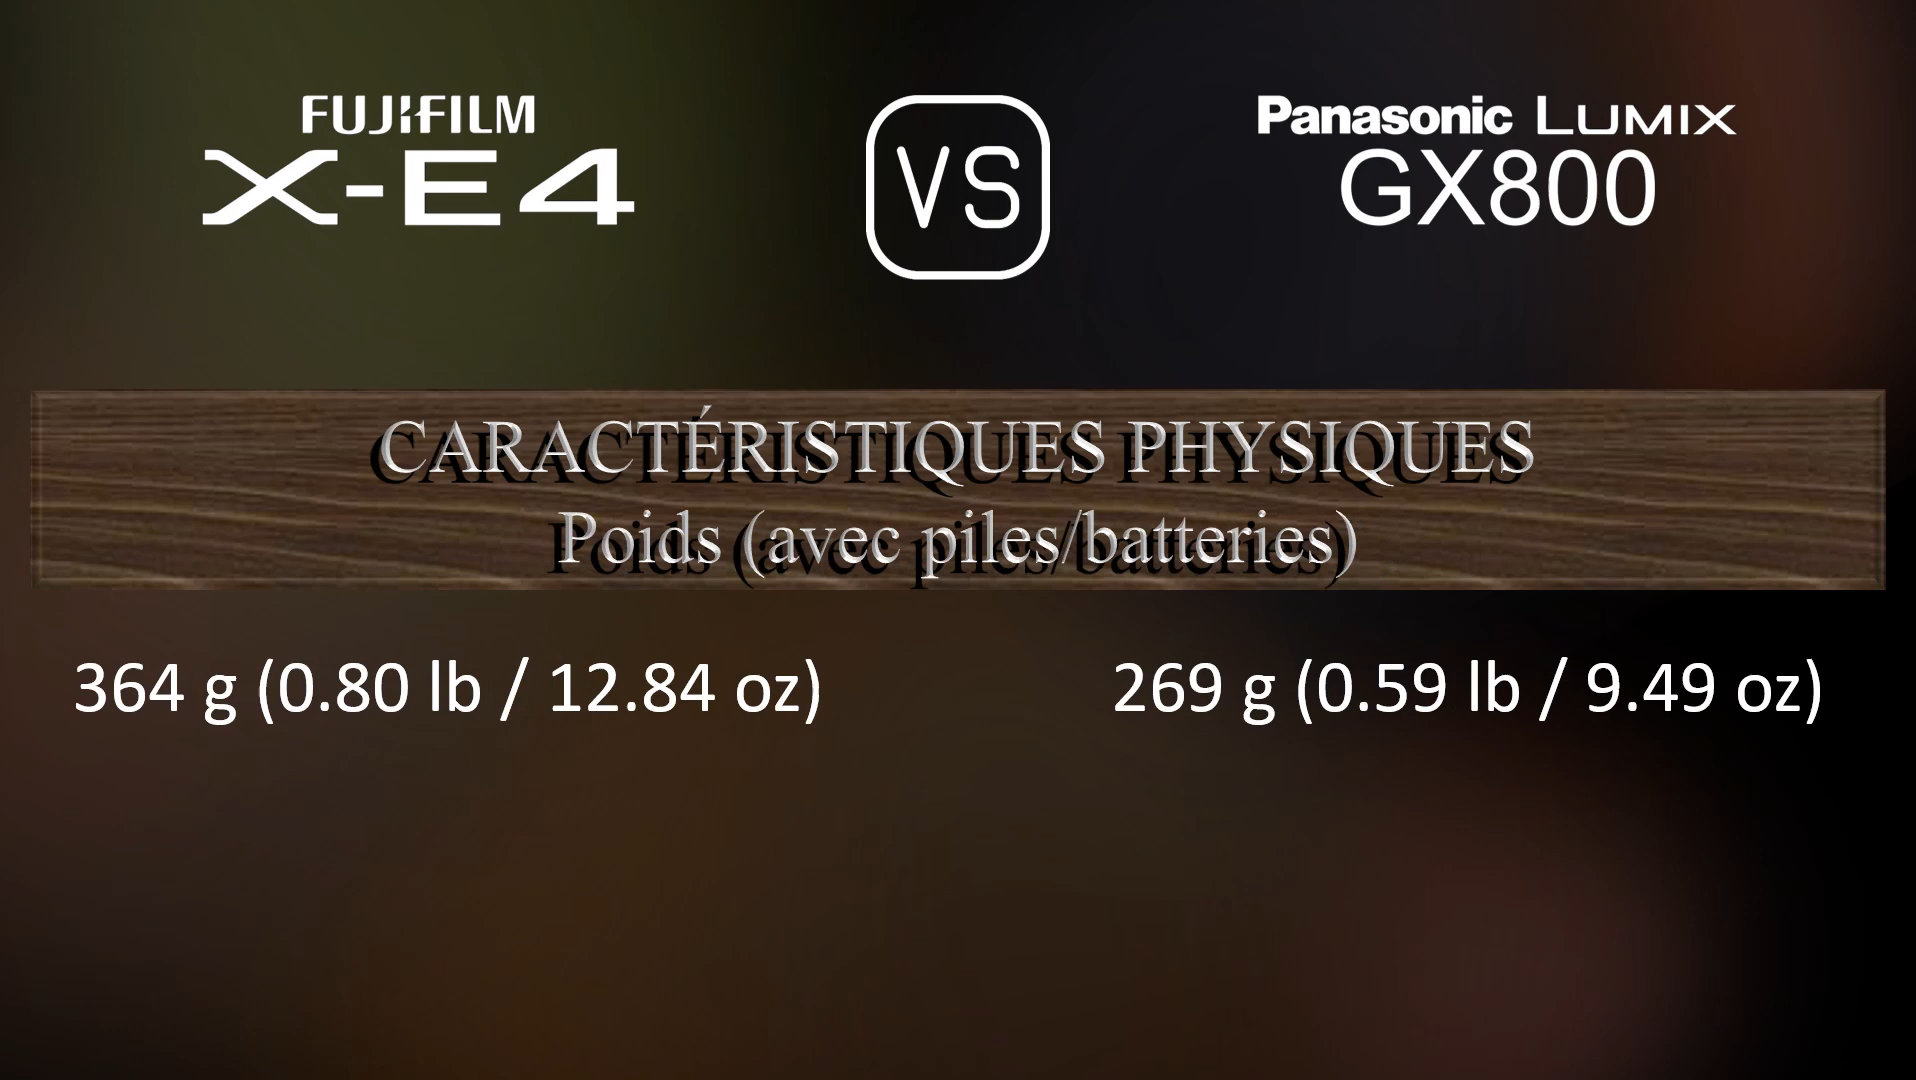 FUJIFILM
X-E4
VS
Panasonic LUMIX
GX800
CARACTÉRISTIQUES PHYSIQUES
Poids (avec piles/batteries)
364 g (0.80 lb / 12.84 oz)
269 g (0.59 lb / 9.49 oz)